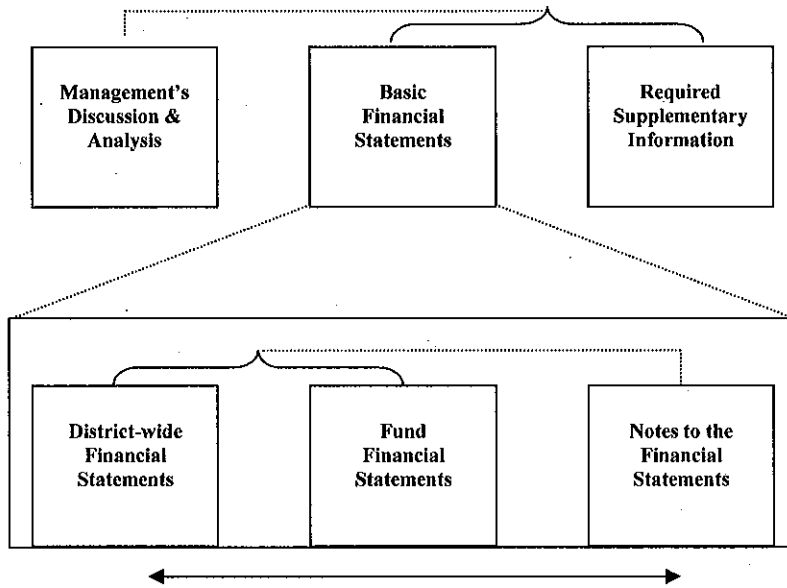 Management's
Discussion &
Analysis
Basic
Financial
Statements
Required
Supplementary
Information
District-wide
Financial
Statements
Fund
Financial
Statements
Notes to the
Financial
Statements